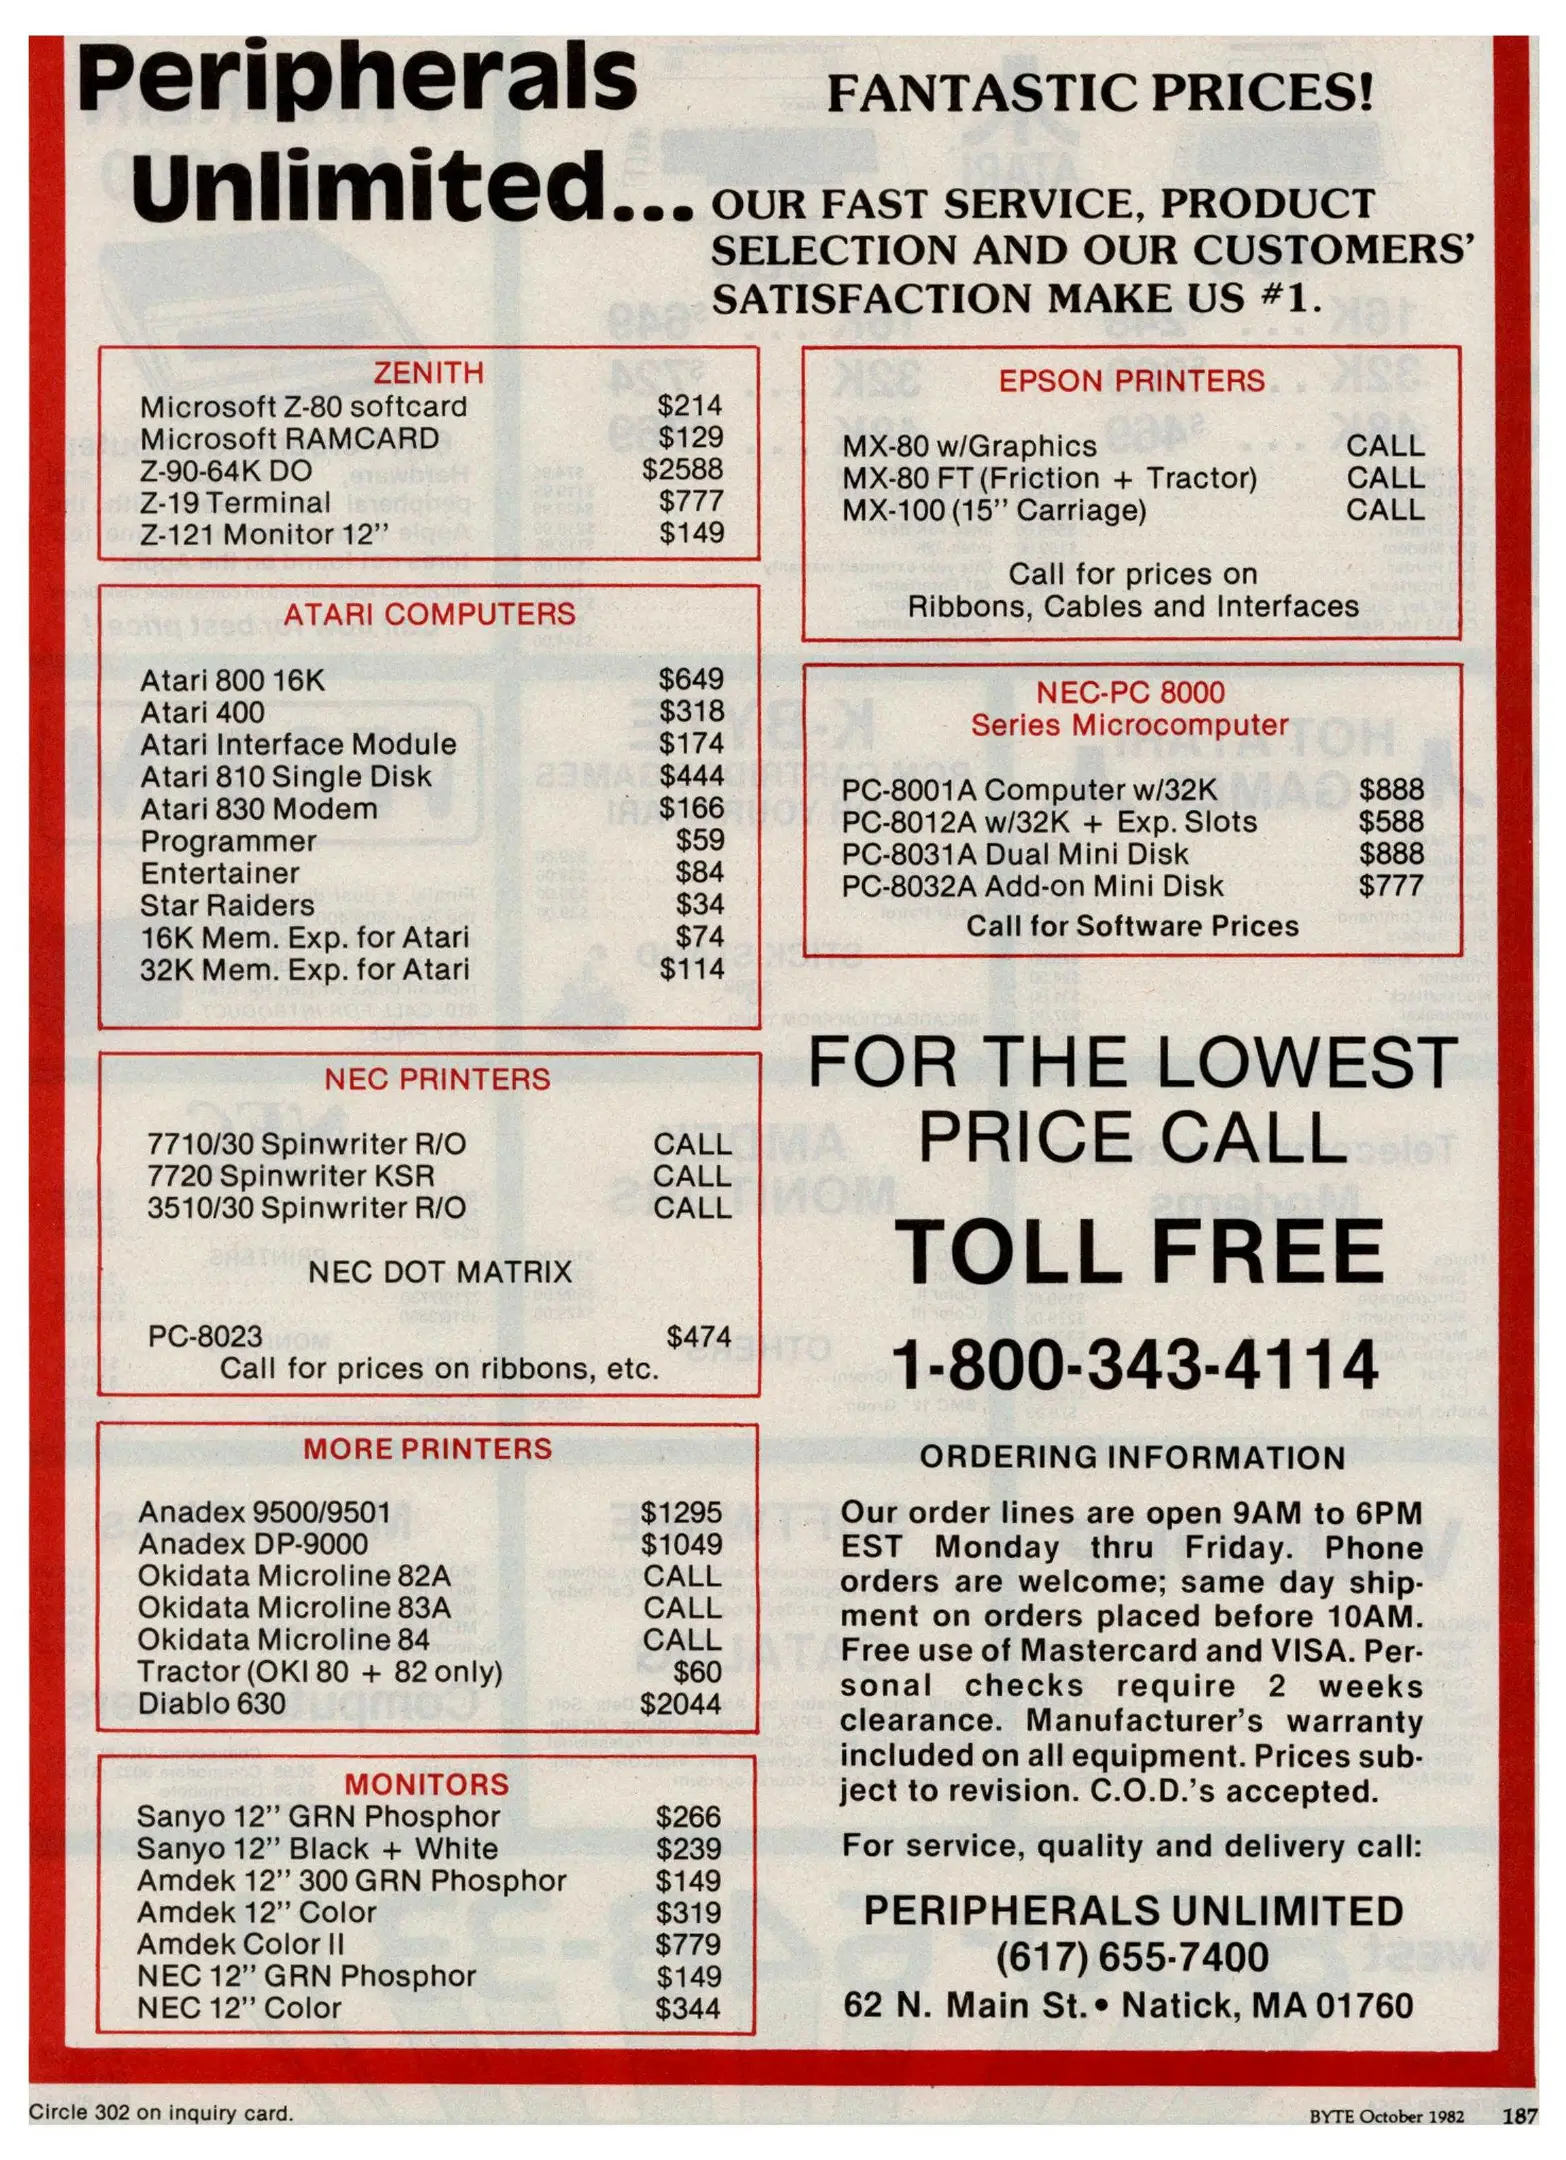 Peripherals
Unlimited...
FANTASTIC PRICES!
OUR FAST SERVICE, PRODUCT
SELECTION AND OUR CUSTOMERS'
SATISFACTION MAKE US #1.
ZENITH
Microsoft Z-80 softcard $214
Microsoft RAMCARD $129
Z-90-64K DO $2588
Z-19 Terminal $777
Z-121 Monitor 12" $149
ATARI COMPUTERS
Atari 800 16K $649
Atari 400 $318
Atari Interface Module $174
Atari 810 Single Disk $444
Atari 830 Modem $166
Programmer $59
Entertainer $84
Star Raiders $34
16K Mem. Exp. for Atari $74
32K Mem. Exp. for Atari $114
NEC PRINTERS
7710/30 Spinwriter R/O CALL
7720 Spinwriter KSR CALL
3510/30 Spinwriter R/O CALL
NEC DOT MATRIX
PC-8023 $474
Call for prices on ribbons, etc.
MORE PRINTERS
Anadex 9500/9501 $1295
Anadex DP-9000 $1049
Okidata Microline 82A CALL
Okidata Microline 83A CALL
Okidata Microline 84 CALL
Tractor (OKI 80 + 82 only) $60
Diablo 630 $2044
MONITORS
Sanyo 12" GRN Phosphor $266
Sanyo 12" Black + White $239
Amdek 12" 300 GRN Phosphor $149
Amdek 12" Color $319
Amdek Color II $779
NEC 12" GRN Phosphor $149
NEC 12" Color $344
EPSON PRINTERS
MX-80 w/Graphics CALL
MX-80 FT (Friction + Tractor) CALL
MX-100 (15" Carriage) CALL
Call for prices on
Ribbons, Cables and Interfaces
NEC-PC 8000
Series Microcomputer
PC-8001A Computer w/32K $888
PC-8012A w/32K + Exp. Slots $588
PC-8031A Dual Mini Disk $888
PC-8032A Add-on Mini Disk $777
Call for Software Prices
FOR THE LOWEST
PRICE CALL
TOLL FREE
1-800-343-4114
ORDERING INFORMATION
Our order lines are open 9AM to 6PM
EST Monday thru Friday. Phone
orders are welcome; same day ship-
ment on orders placed before 10AM.
Free use of Mastercard and VISA. Per-
sonal checks require 2 weeks
clearance. Manufacturer's warranty
included on all equipment. Prices sub-
ject to revision. C.O.D.'s accepted.
For service, quality and delivery call:
PERIPHERALS UNLIMITED
(617) 655-7400
62 N. Main St. • Natick, MA 01760
Circle 302 on inquiry card.
BYTE October 1982 187